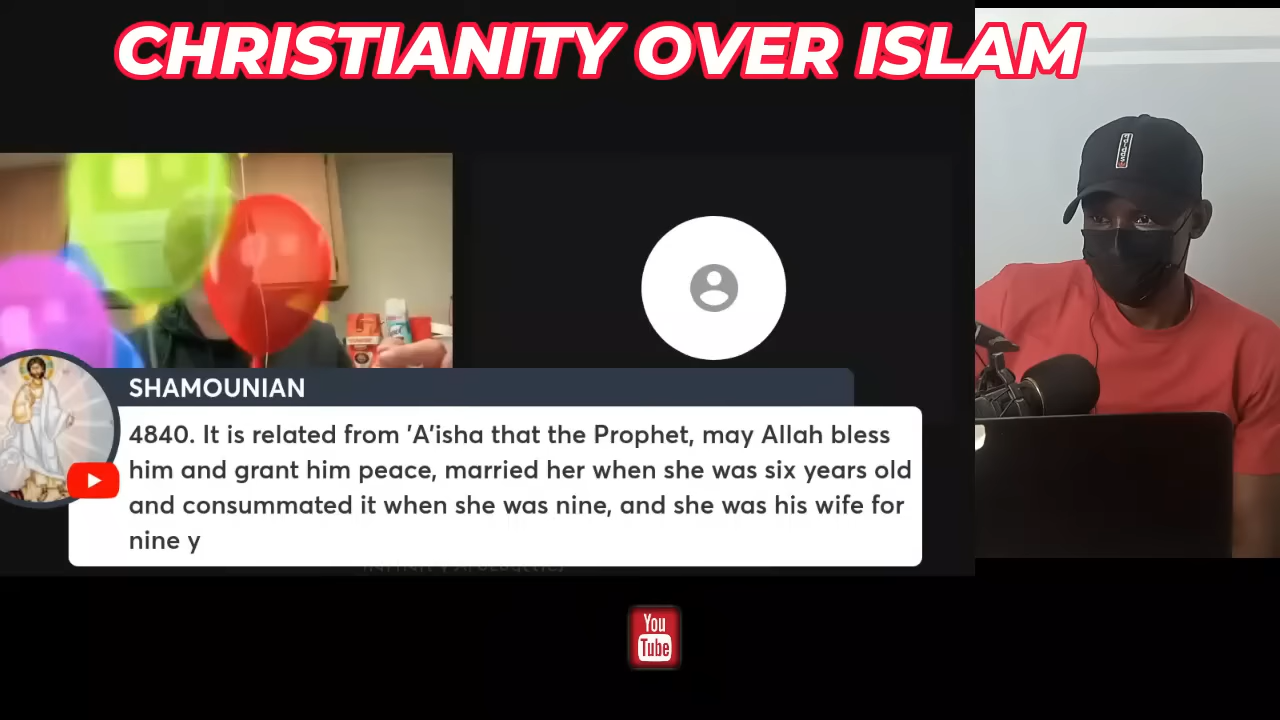 CHRISTIANITY OVER ISLAM
SHAMOUNIAN
4840. It is related from 'A'isha that the Prophet, may Allah bless
him and grant him peace, married her when she was six years old
and consummated it when she was nine, and she was his wife for
nine y
You
Tube